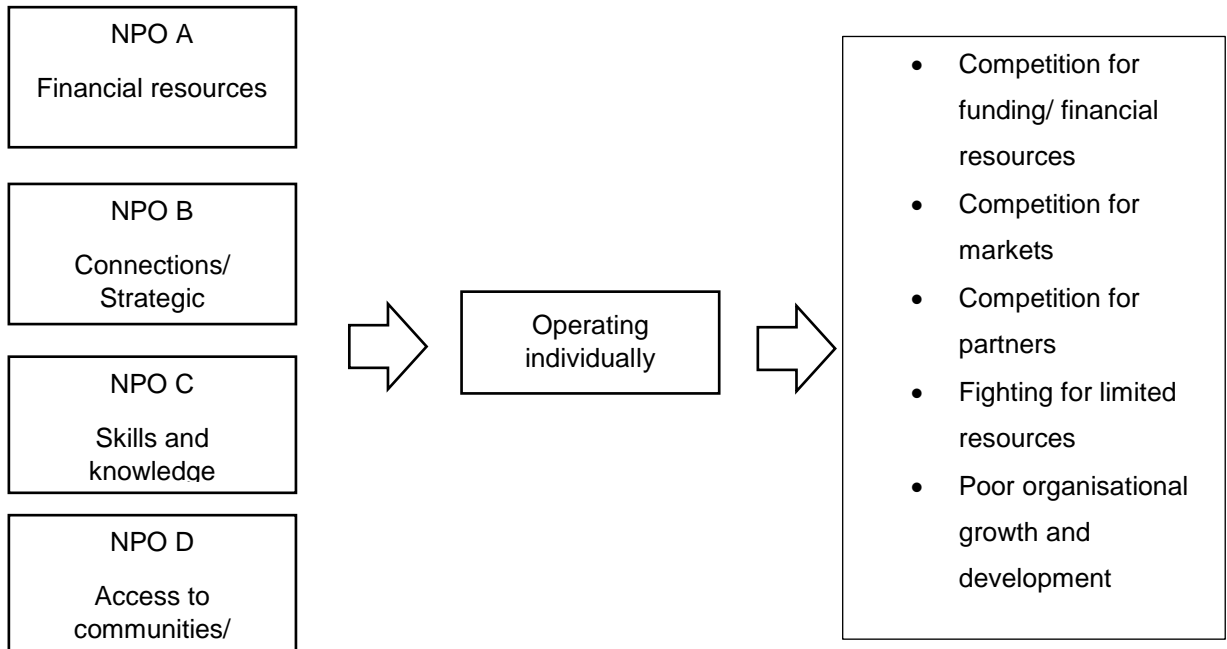 NPO A
Financial resources
NPO B
Connections/
Strategic
NPO C
Skills and
knowledge
NPO D
Access to
communities/
Operating
individually
• Competition for
funding/ financial
resources
• Competition for
markets
• Competition for
partners
• Fighting for limited
resources
• Poor organisational
growth and
development